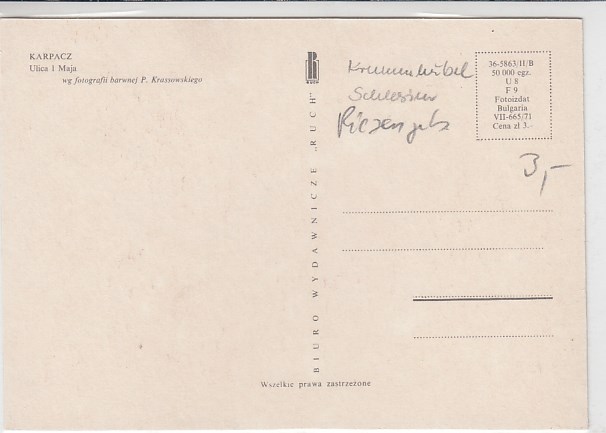 KARPACZ
Ulica 1 Maja
wg fotografii barwnej P. Krassowskiego
RUCH
BIURO WYDAWNICZE „RUCH”
Krummhübel
Schlesien
Riesengeb
36-5863/II/B
50 000 egz.
U 8
F 9
Fotoizdat
Bulgaria
VII-665/71
Cena zł 3.-
3,-
Wszelkie prawa zastrzeżone